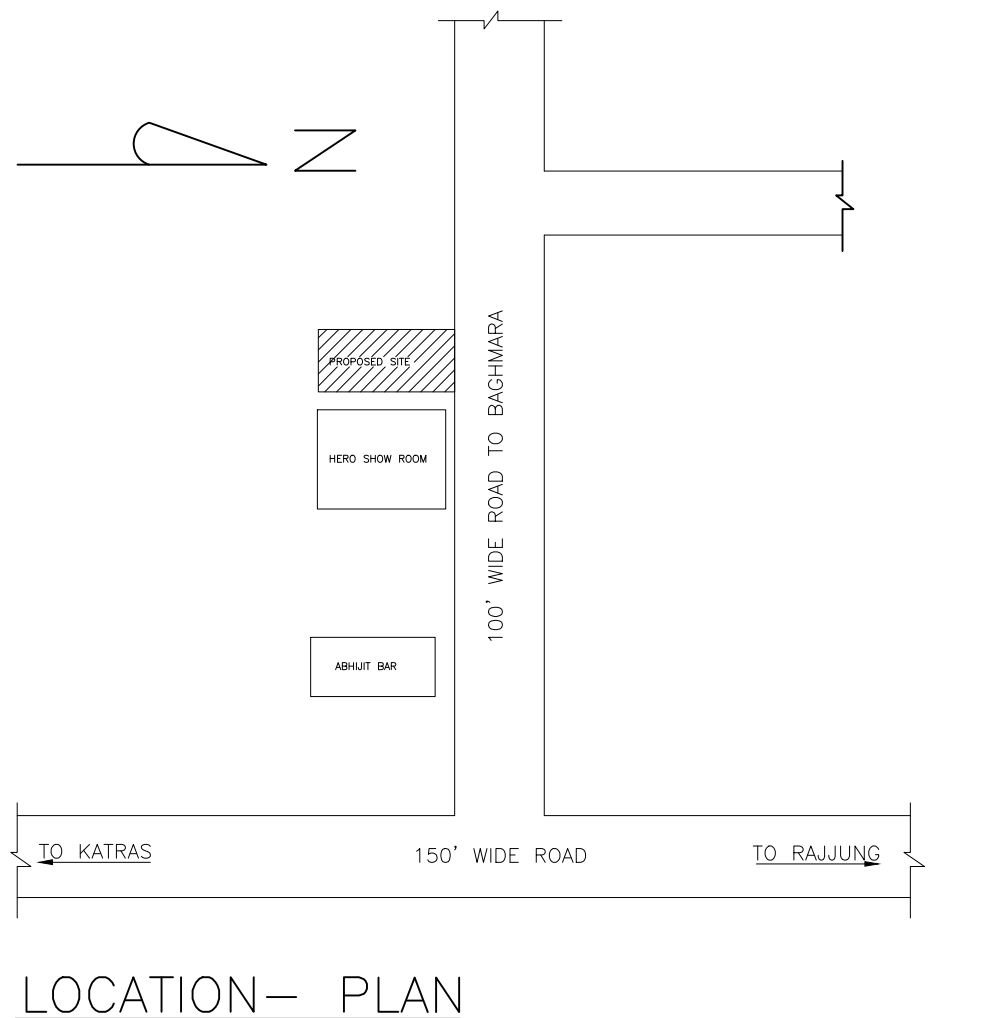 N
PROPOSED SITE
HERO SHOW ROOM
100' WIDE ROAD TO BAGHMARA
ABHIJIT BAR
TO KATRAS
150' WIDE ROAD
TO RAJJUNG
LOCATION- PLAN